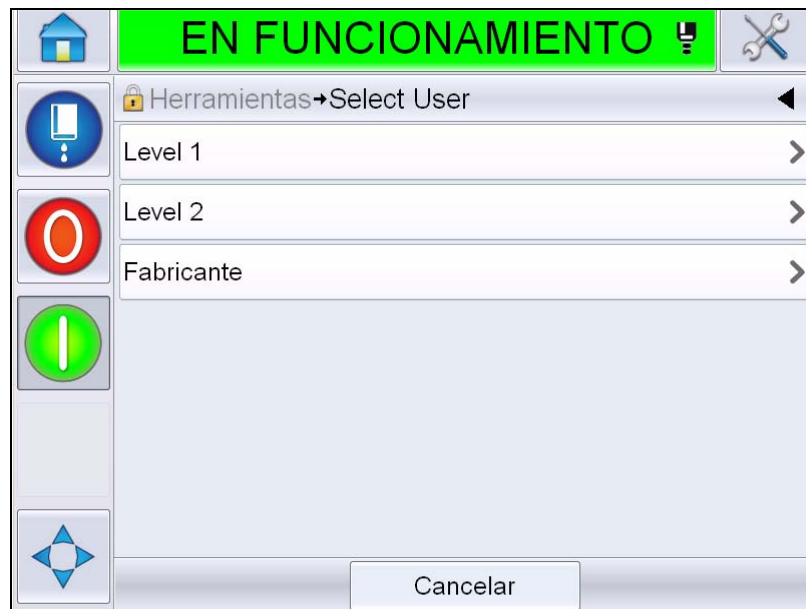 EN FUNCIONAMIENTO
Herramientas→Select User
Level 1
Level 2
Fabricante
Cancelar